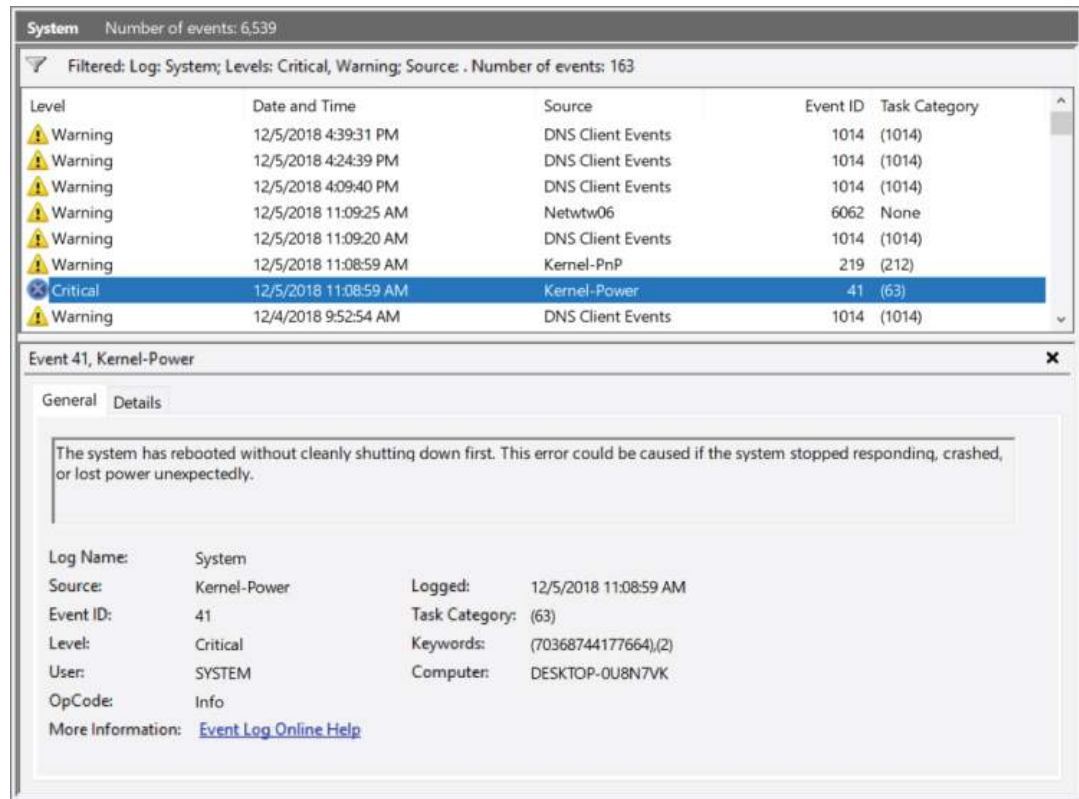 System Number of events: 6,539
Filtered: Log: System; Levels: Critical, Warning; Source: . Number of events: 163
Level Date and Time Source Event ID Task Category
Warning 12/5/2018 4:39:31 PM DNS Client Events 1014 (1014)
Warning 12/5/2018 4:24:39 PM DNS Client Events 1014 (1014)
Warning 12/5/2018 4:09:40 PM DNS Client Events 1014 (1014)
Warning 12/5/2018 11:09:25 AM Netwtw06 6062 None
Warning 12/5/2018 11:09:20 AM DNS Client Events 1014 (1014)
Warning 12/5/2018 11:08:59 AM Kernel-PnP 219 (212)
Critical 12/5/2018 11:08:59 AM Kernel-Power 41 (63)
Warning 12/4/2018 9:52:54 AM DNS Client Events 1014 (1014)
Event 41, Kernel-Power
General Details
The system has rebooted without cleanly shutting down first. This error could be caused if the system stopped responding, crashed,
or lost power unexpectedly.
Log Name: System
Source: Kernel-Power Logged: 12/5/2018 11:08:59 AM
Event ID: 41 Task Category: (63)
Level: Critical Keywords: (70368744177664),(2)
User: SYSTEM Computer: DESKTOP-0U8N7VK
OpCode: Info
More Information: Event Log Online Help